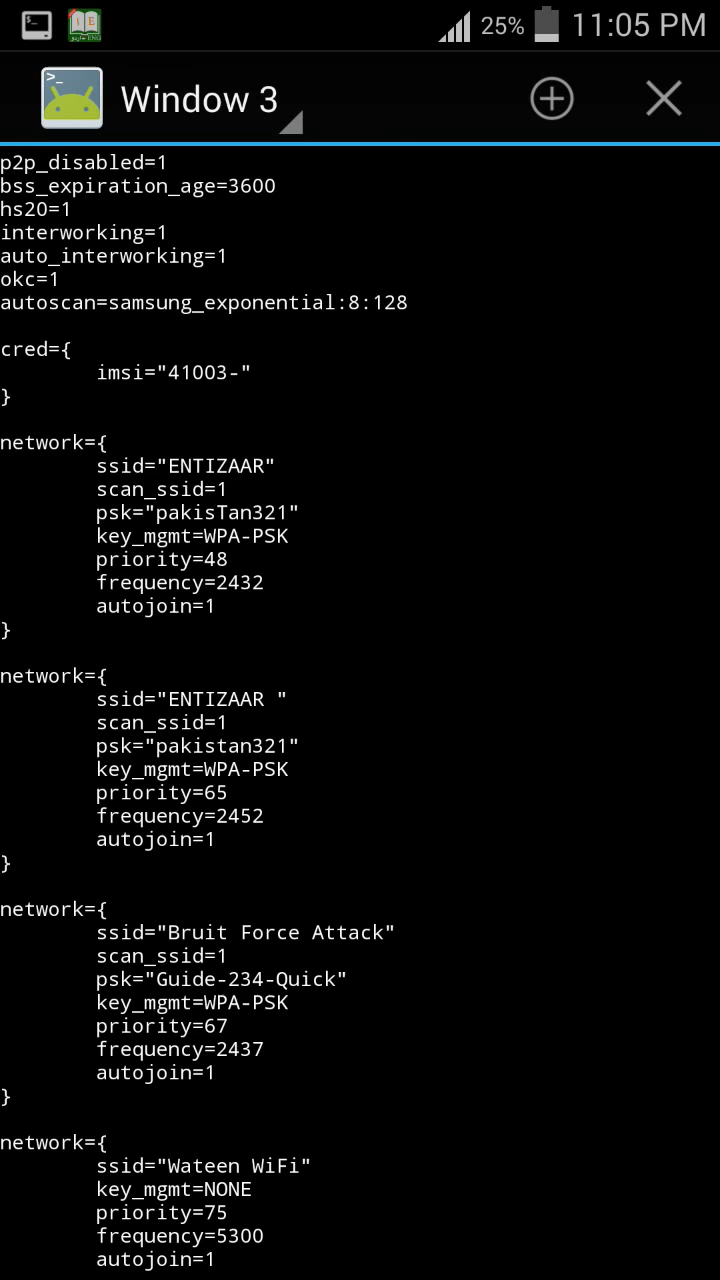 25% 11:05 PM
Window 3
p2p_disabled=1
bss_expiration_age=3600
hs20=1
interworking=1
auto_interworking=1
okc=1
autoscan=samsung_exponential:8:128

cred={
        imsi="41003-"
}

network={
        ssid="ENTIZAAR"
        scan_ssid=1
        psk="pakisTan321"
        key_mgmt=WPA-PSK
        priority=48
        frequency=2432
        autojoin=1
}

network={
        ssid="ENTIZAAR "
        scan_ssid=1
        psk="pakistan321"
        key_mgmt=WPA-PSK
        priority=65
        frequency=2452
        autojoin=1
}

network={
        ssid="Bruit Force Attack"
        scan_ssid=1
        psk="Guide-234-Quick"
        key_mgmt=WPA-PSK
        priority=67
        frequency=2437
        autojoin=1
}

network={
        ssid="Wateen WiFi"
        key_mgmt=NONE
        priority=75
        frequency=5300
        autojoin=1